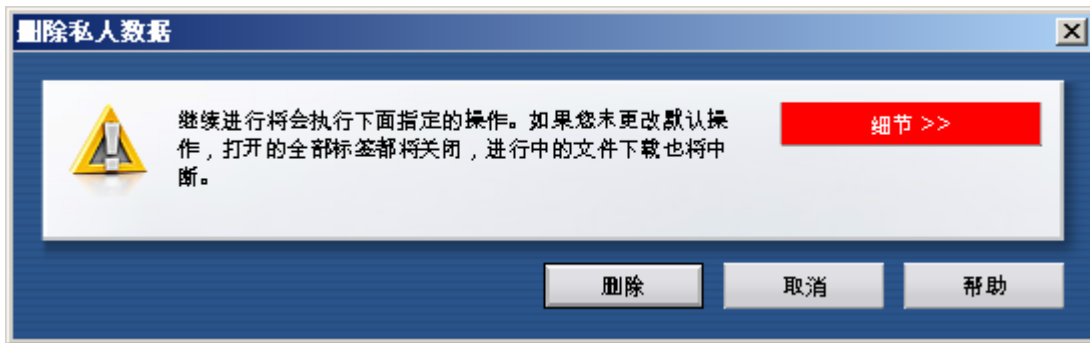 删除私人数据
继续进行将会执行下面指定的操作。如果您未更改默认操
作，打开的全部标签都将关闭，进行中的文件下载也将中
断。
细节 >>
删除
取消
帮助